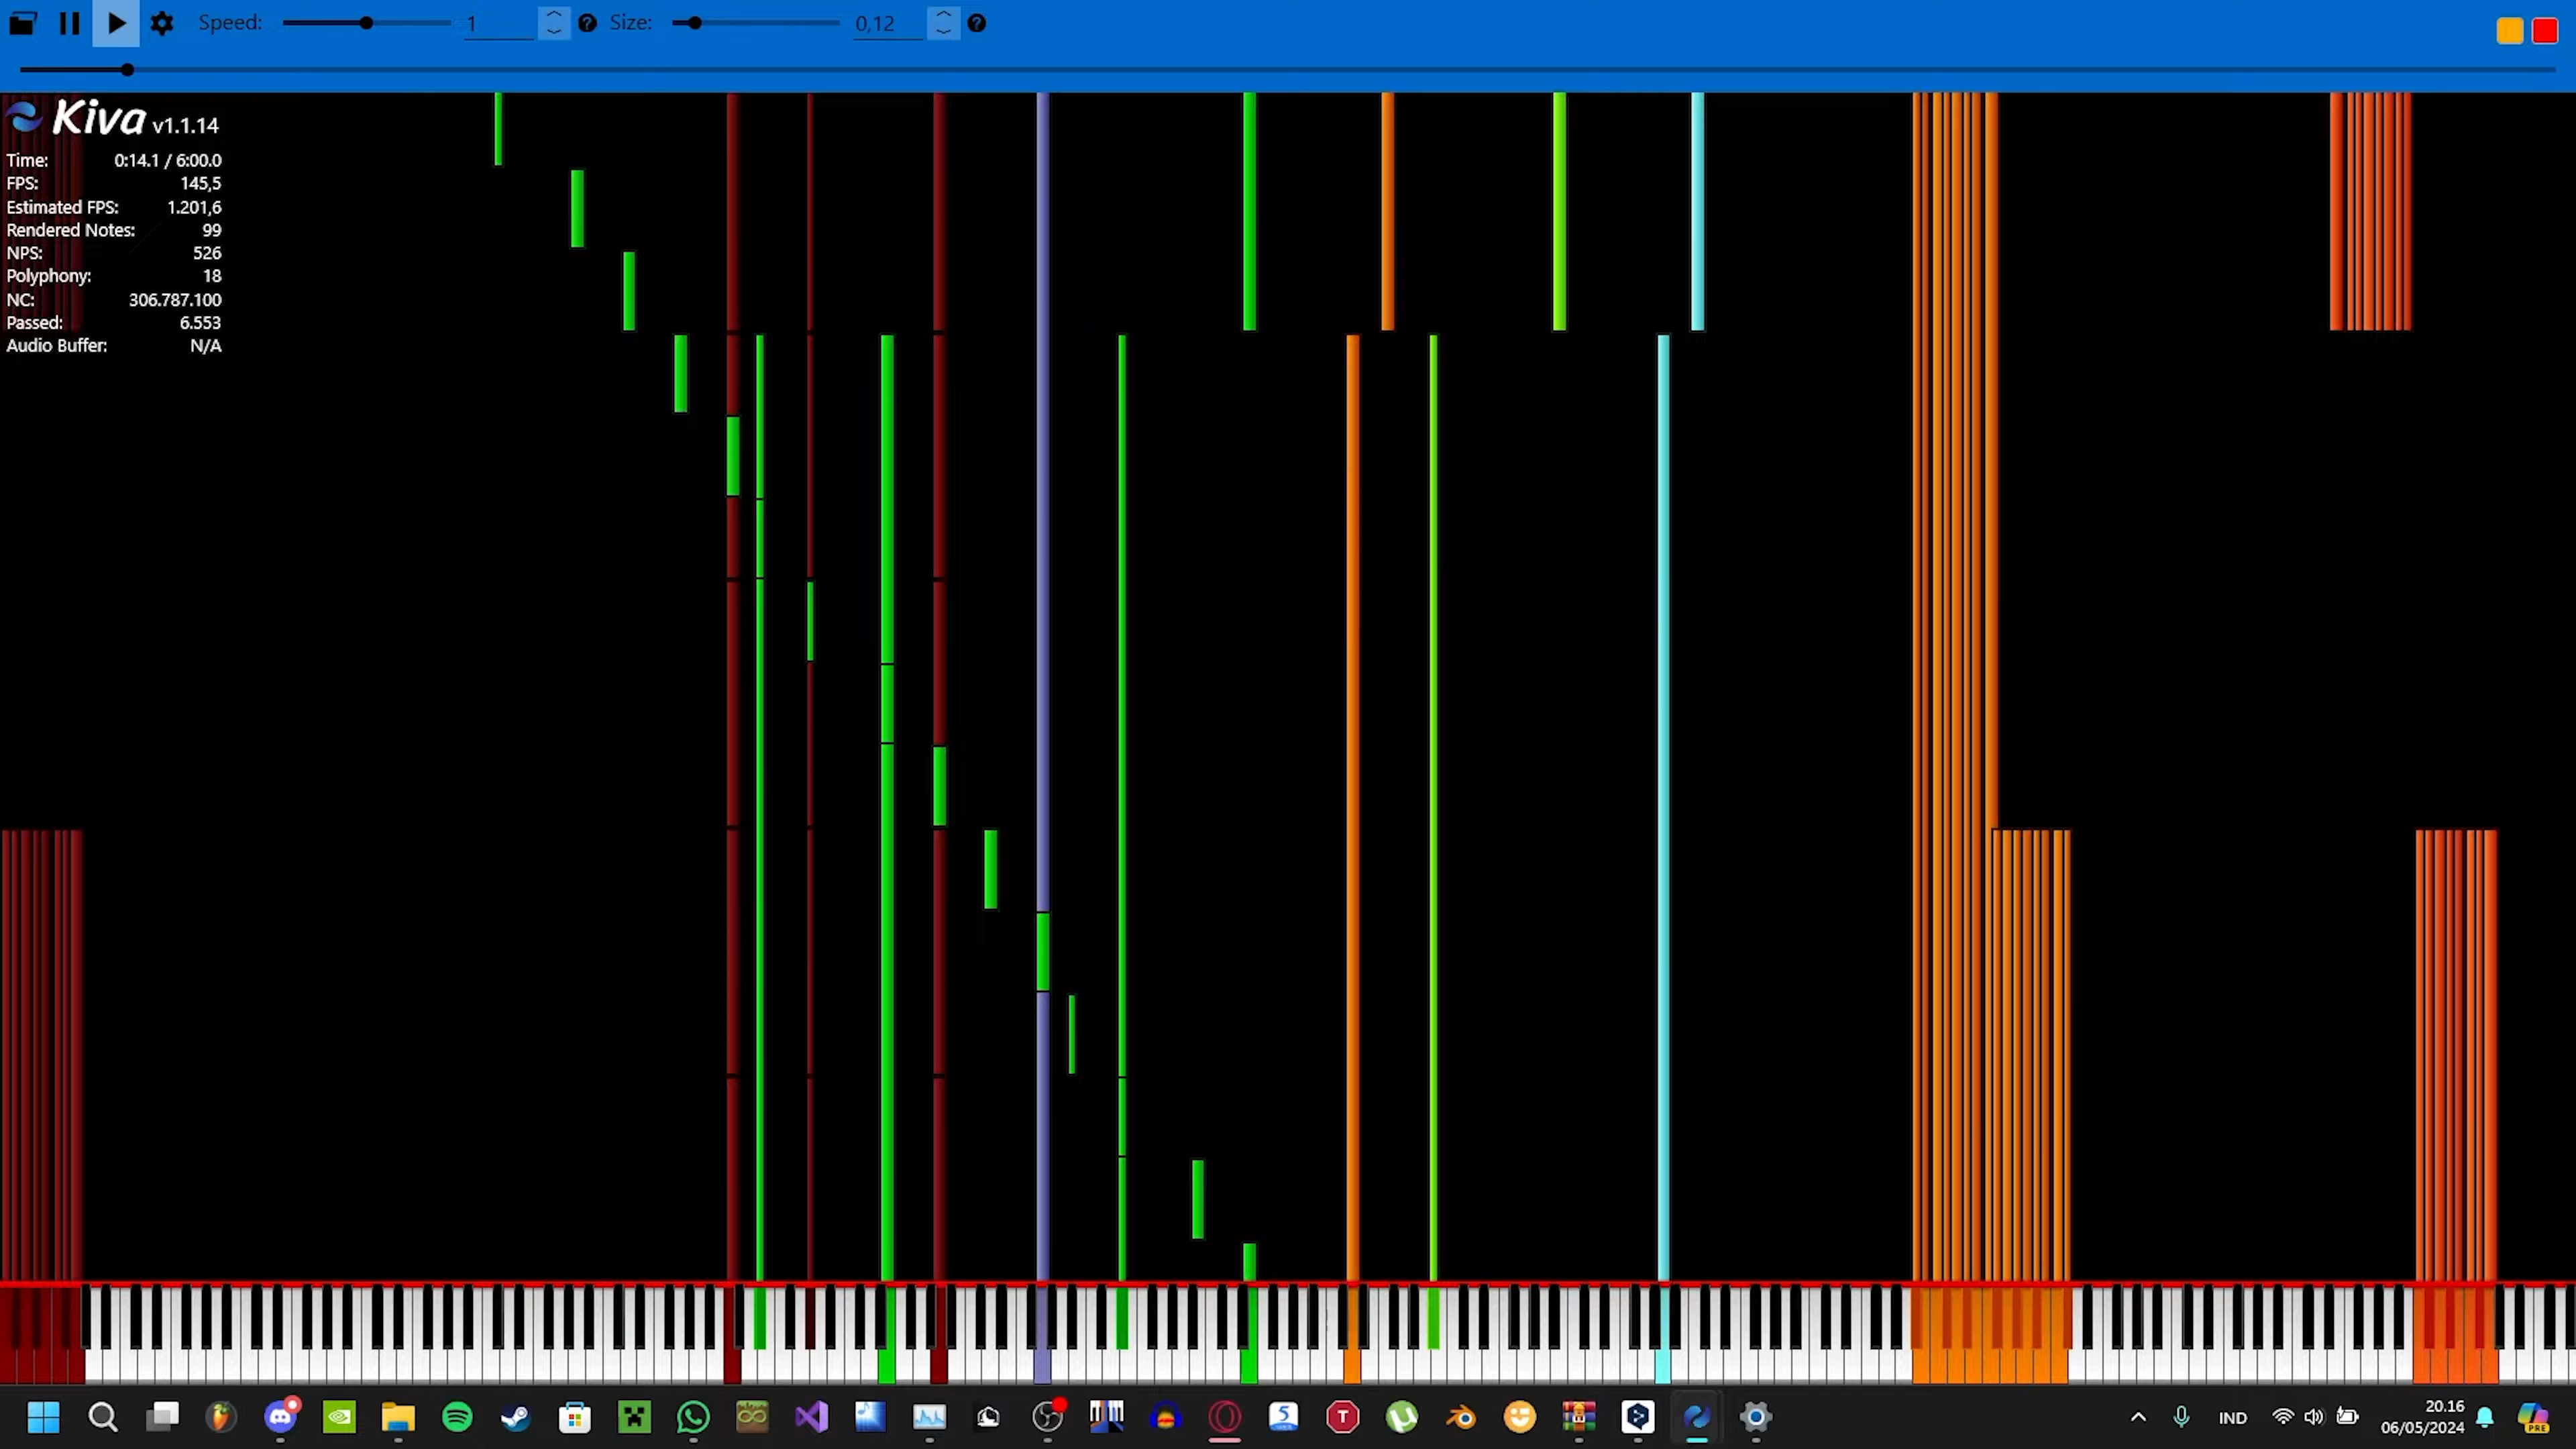 Speed: 1 Size: 0,12
Kiva v1.1.14
Time: 0:14.1 / 6:00.0
FPS: 145,5
Estimated FPS: 1.201,6
Rendered Notes: 99
NPS: 526
Polyphony: 18
NC: 306.787.100
Passed: 6.553
Audio Buffer: N/A
5
T
PRE
IND
20.16
06/05/2024